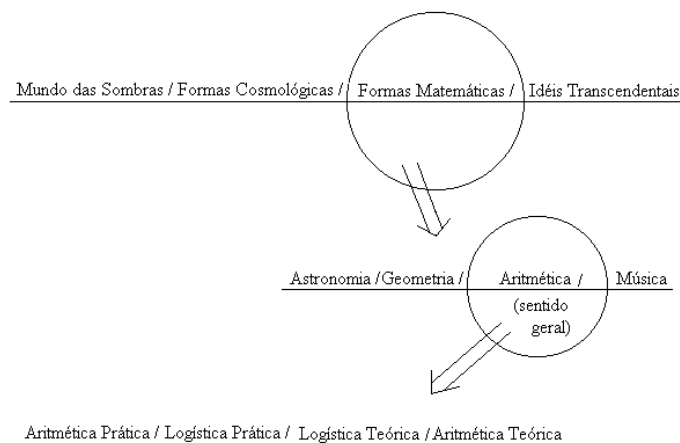 Mundo das Sombras / Formas Cosmológicas / Formas Matemáticas / Idéis Transcendentais
Astronomia / Geometria / Aritmética / Música
(sentido
geral)
Aritmética Prática / Logística Prática / Logística Teórica / Aritmética Teórica